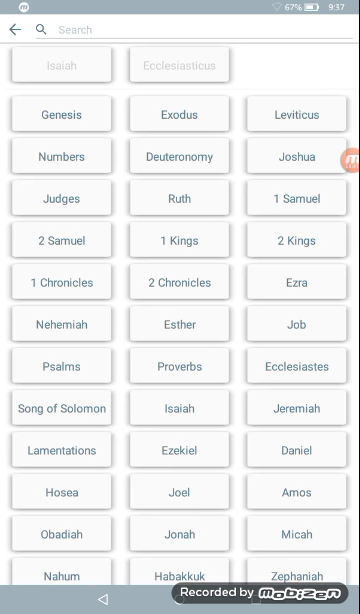 67% 9:37
Search
Isaiah Ecclesiasticus
Genesis Exodus Leviticus
Numbers Deuteronomy Joshua
Judges Ruth 1 Samuel
2 Samuel 1 Kings 2 Kings
1 Chronicles 2 Chronicles Ezra
Nehemiah Esther Job
Psalms Proverbs Ecclesiastes
Song of Solomon Isaiah Jeremiah
Lamentations Ezekiel Daniel
Hosea Joel Amos
Obadiah Jonah Micah
Nahum Habakkuk Zephaniah
Recorded by Mobizen